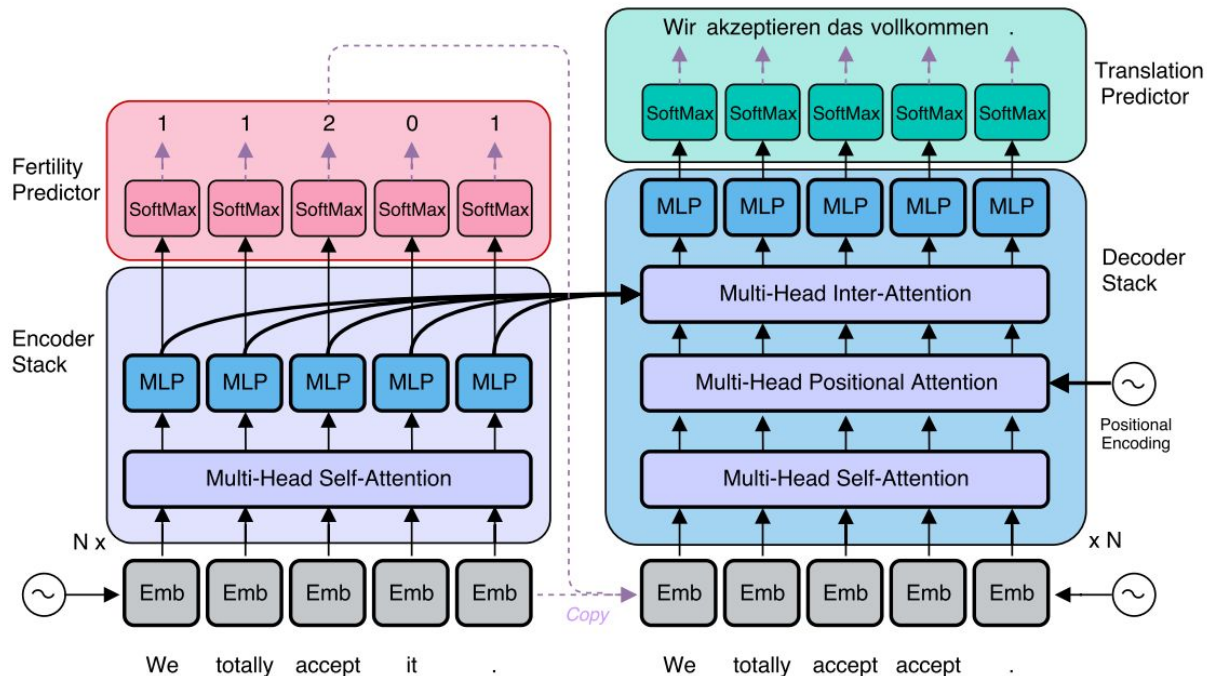 Wir akzeptieren das vollkommen .
Translation
Predictor
SoftMax SoftMax SoftMax SoftMax SoftMax
1 1 2 0 1
Fertility
Predictor
SoftMax SoftMax SoftMax SoftMax SoftMax
MLP MLP MLP MLP MLP
Decoder
Stack
Multi-Head Inter-Attention
Encoder
Stack
MLP MLP MLP MLP MLP
Multi-Head Positional Attention
Positional
Encoding
Multi-Head Self-Attention
Multi-Head Self-Attention
N x
x N
Emb Emb Emb Emb Emb
Copy
Emb Emb Emb Emb Emb
We totally accept it .
We totally accept accept .